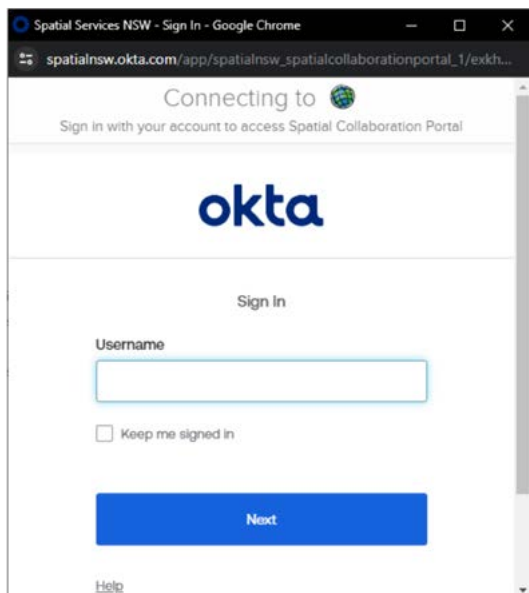 Spatial Services NSW - Sign In - Google Chrome
spatialnsw.okta.com/app/spatialnsw_spatialcollaborationportal_1/exkh...
Connecting to
Sign in with your account to access Spatial Collaboration Portal
okta
Sign In
Username
Keep me signed in
Next
Help